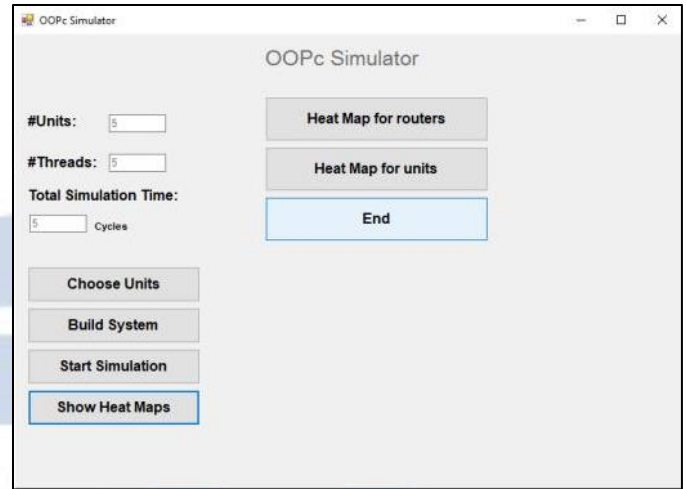 OOPc Simulator
OOPc Simulator
#Units: 5
#Threads: 5
Total Simulation Time:
5 Cycles
Choose Units
Build System
Start Simulation
Show Heat Maps
Heat Map for routers
Heat Map for units
End